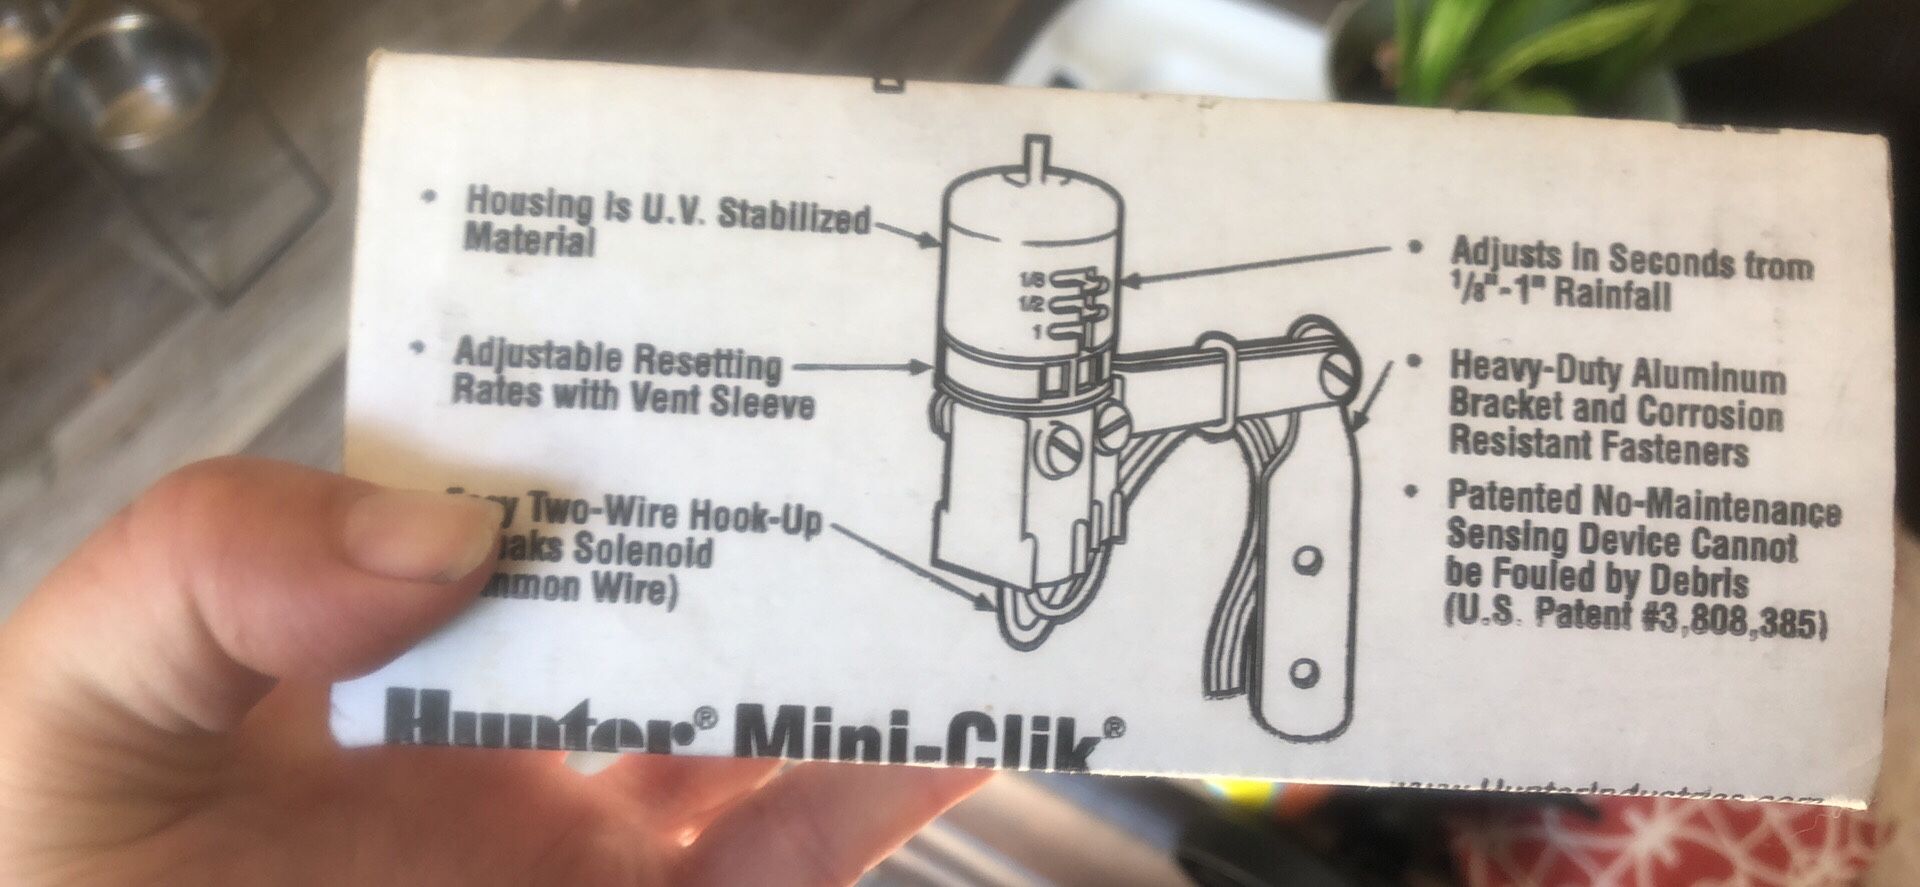 • Housing is U.V. Stabilized
Material
• Adjustable Resetting
Rates with Vent Sleeve
Two-Wire Hook-Up
Solenoid
Wire)
1/8
1/2
1
• Adjusts in Seconds from
1/8"-1" Rainfall
• Heavy-Duty Aluminum
Bracket and Corrosion
Resistant Fasteners
• Patented No-Maintenance
Sensing Device Cannot
be Fouled by Debris
(U.S. Patent #3,808,385)
Hunter® Mini-Clik®